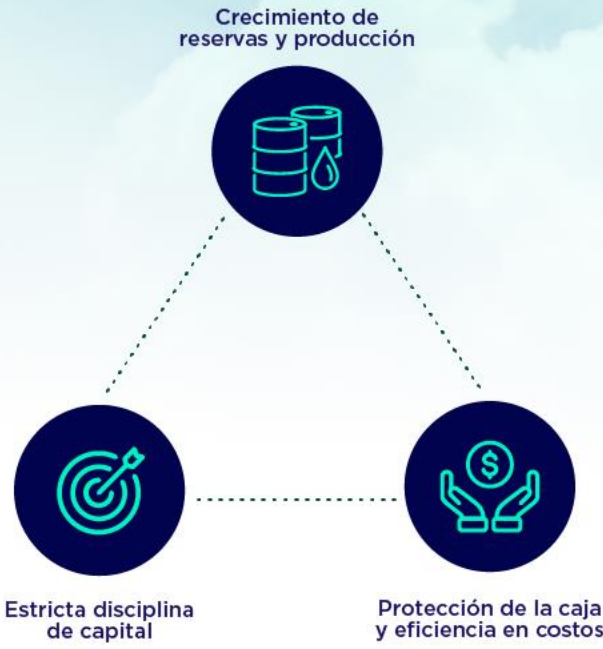 Crecimiento de
reservas y producción
$
Estricta disciplina
de capital
Protección de la caja
y eficiencia en costos